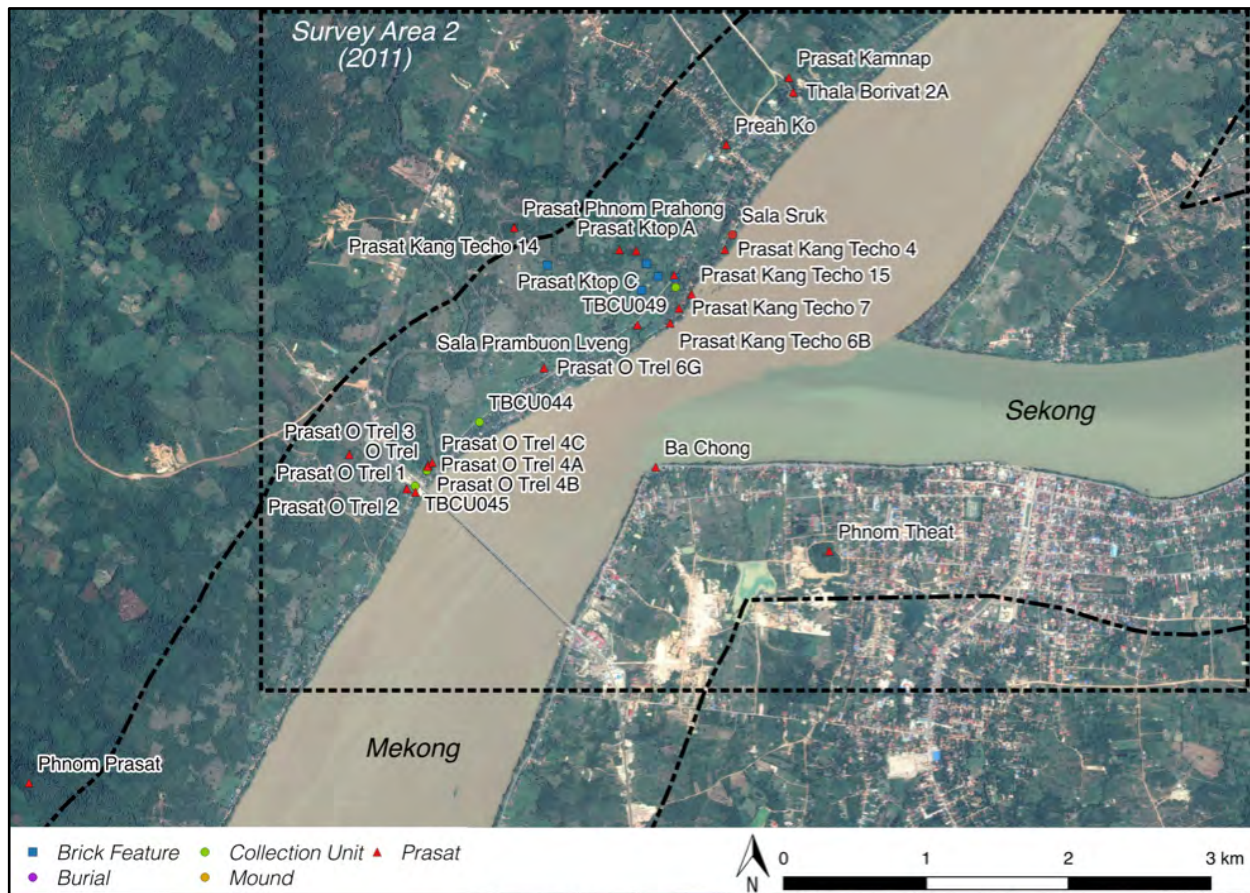 Survey Area 2
(2011)
Prasat Kamnap
Thala Borivat 2A
Preah Ko
Prasat Phnom Prahong
Prasat Ktop A
Sala Sruk
Prasat Kang Techo 14
Prasat Kang Techo 4
Prasat Ktop C
Prasat Kang Techo 15
TBCU049
Prasat Kang Techo 7
Sala Prambuon Lveng
Prasat Kang Techo 6B
Prasat O Trel 6G
TBCU044
Sekong
Prasat O Trel 3
O Trel
Prasat O Trel 4C
Prasat O Trel 1
Prasat O Trel 4A
Prasat O Trel 4B
Prasat O Trel 2
TBCU045
Ba Chong
Phnom Theat
Mekong
Phnom Prasat
Brick Feature
Collection Unit
Prasat
Burial
Mound
N
0 1 2 3 km